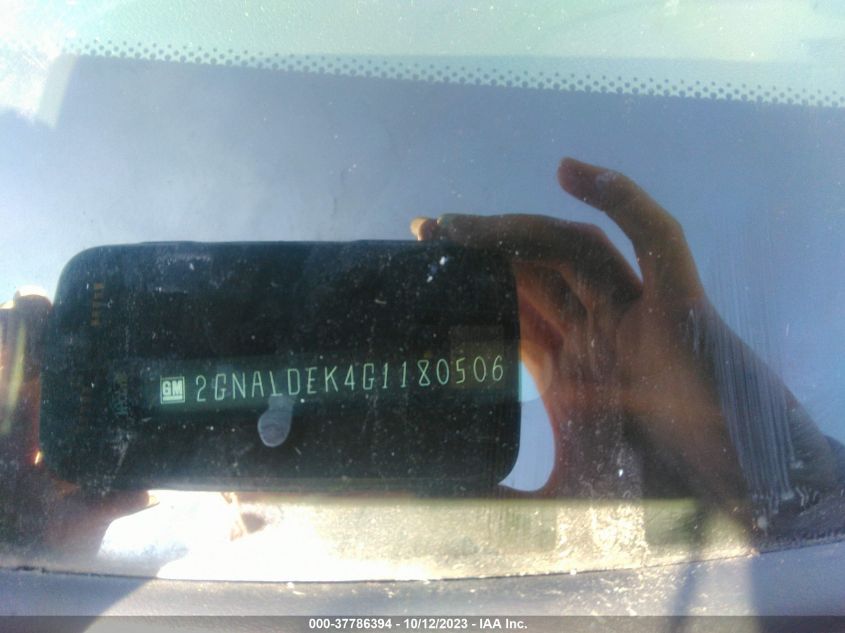 GM 2GNALDEK4G1180506
000-37786394 - 10/12/2023 - IAA Inc.